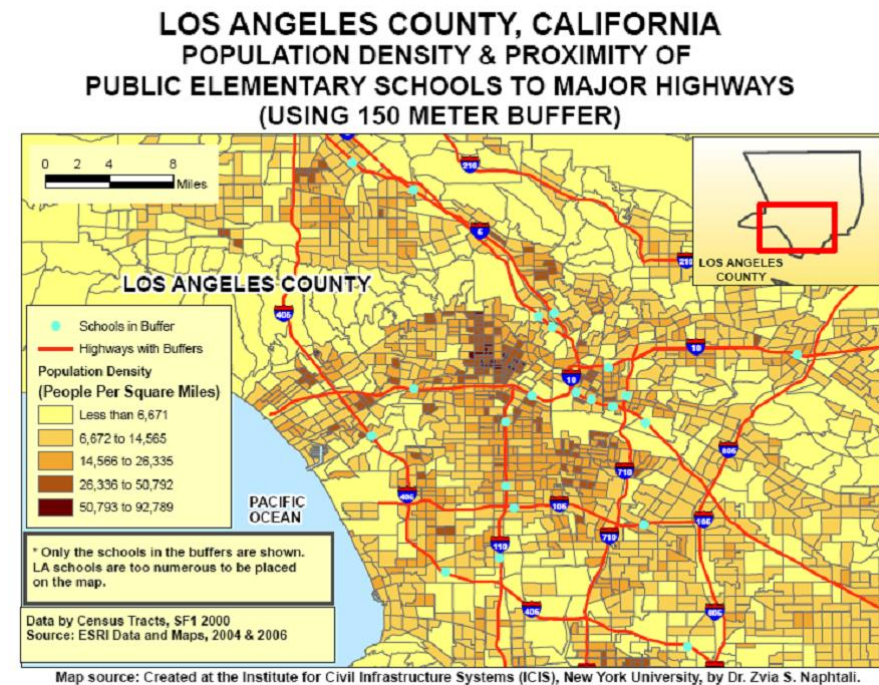 LOS ANGELES COUNTY, CALIFORNIA
POPULATION DENSITY & PROXIMITY OF
PUBLIC ELEMENTARY SCHOOLS TO MAJOR HIGHWAYS
(USING 150 METER BUFFER)
0 2 4 8
Miles
210
5
LOS ANGELES
COUNTY
210
LOS ANGELES COUNTY
405
Schools in Buffer
Highways with Buffers
Population Density
(People Per Square Miles)
Less than 6,671
6,672 to 14,565
14,566 to 26,335
26,336 to 50,792
50,793 to 92,789
10
10
605
710
PACIFIC
OCEAN
405
105
105
110
710
405
605
* Only the schools in the buffers are shown.
LA schools are too numerous to be placed
on the map.
Data by Census Tracts, SF1 2000
Source: ESRI Data and Maps, 2004 & 2006
Map source: Created at the Institute for Civil Infrastructure Systems (ICIS), New York University, by Dr. Zvia S. Naphtali.